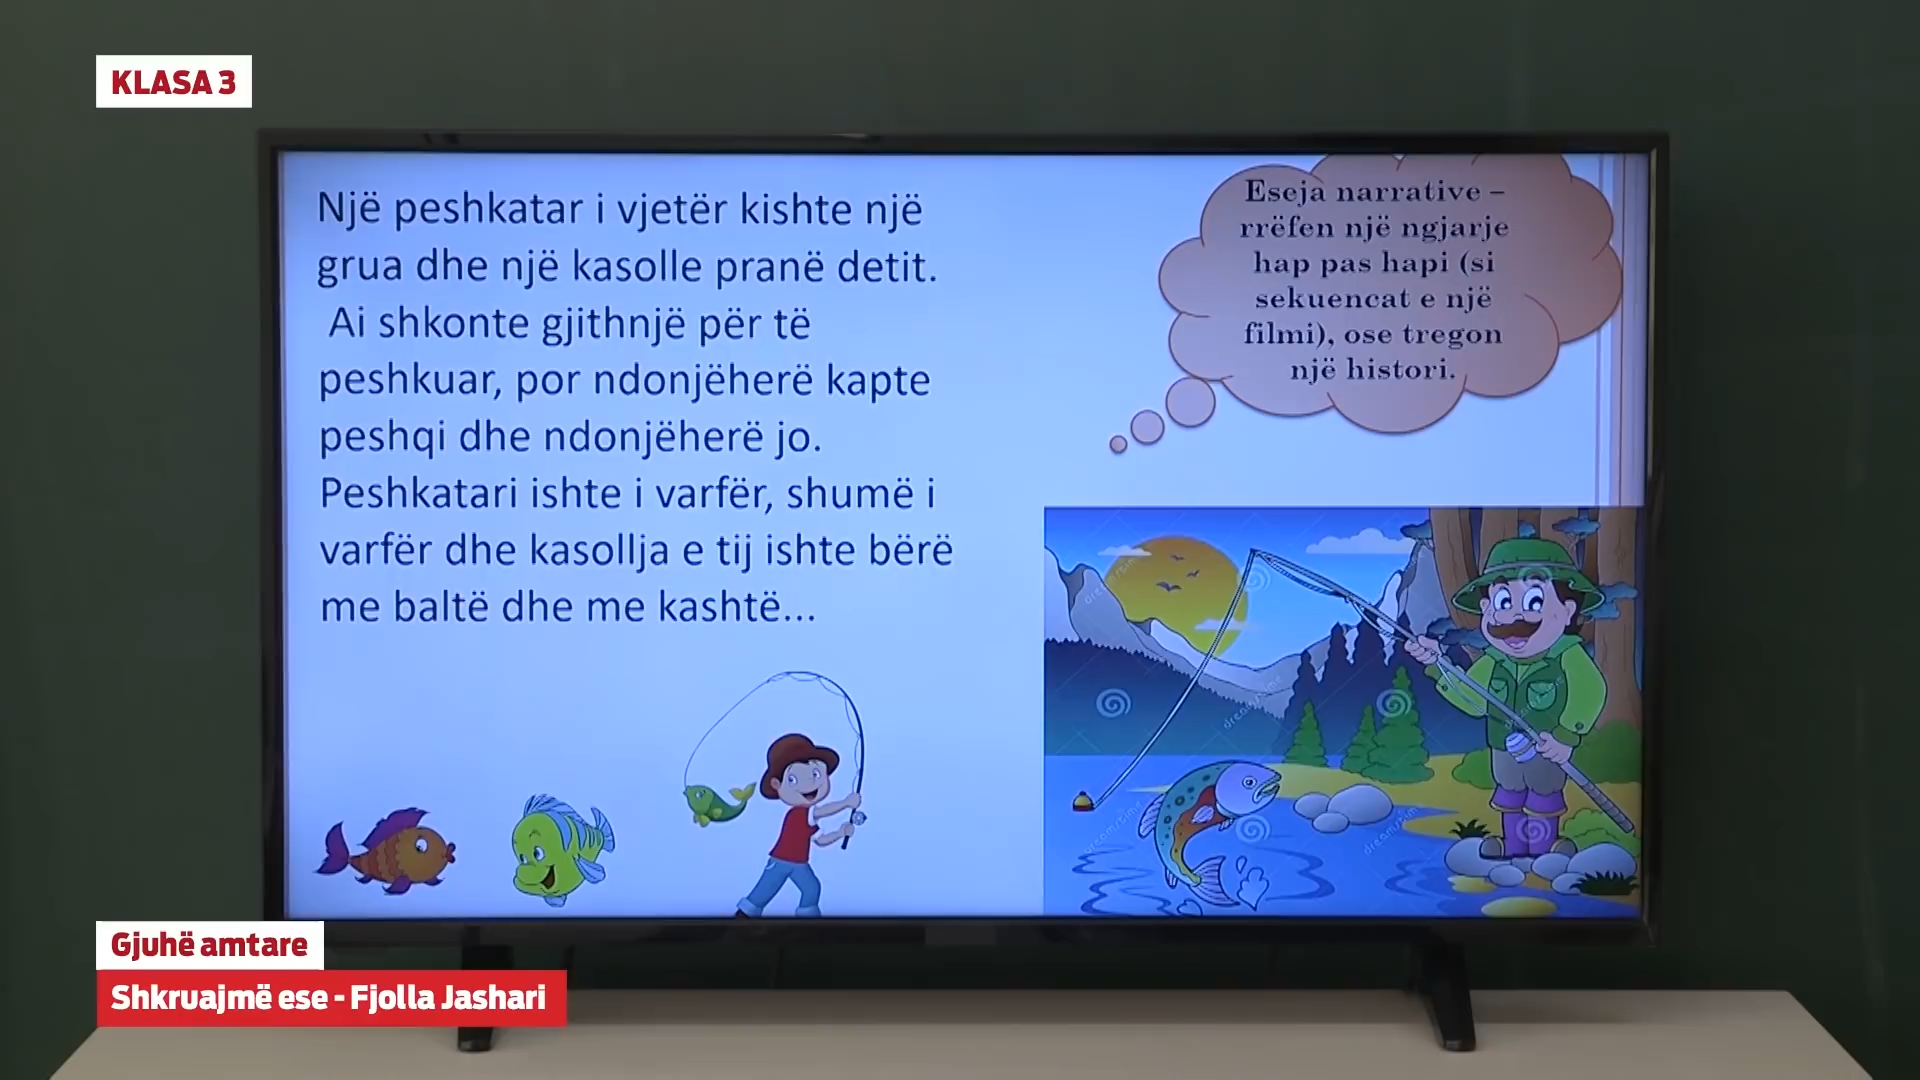 KLASA 3
Një peshkatar i vjetër kishte një
grua dhe një kasolle pranë detit.
Ai shkonte gjithnjë për të
peshkuar, por ndonjëherë kapte
peshqi dhe ndonjëherë jo.
Peshkatari ishte i varfër, shumë i
varfër dhe kasollja e tij ishte bërë
me baltë dhe me kashtë...
Eseja narrative –
rrëfen një ngjarje
hap pas hapi (si
sekuencat e një
filmi), ose tregon
një histori.
Gjuhë amtare
Shkruajmë ese - Fjolla Jashari